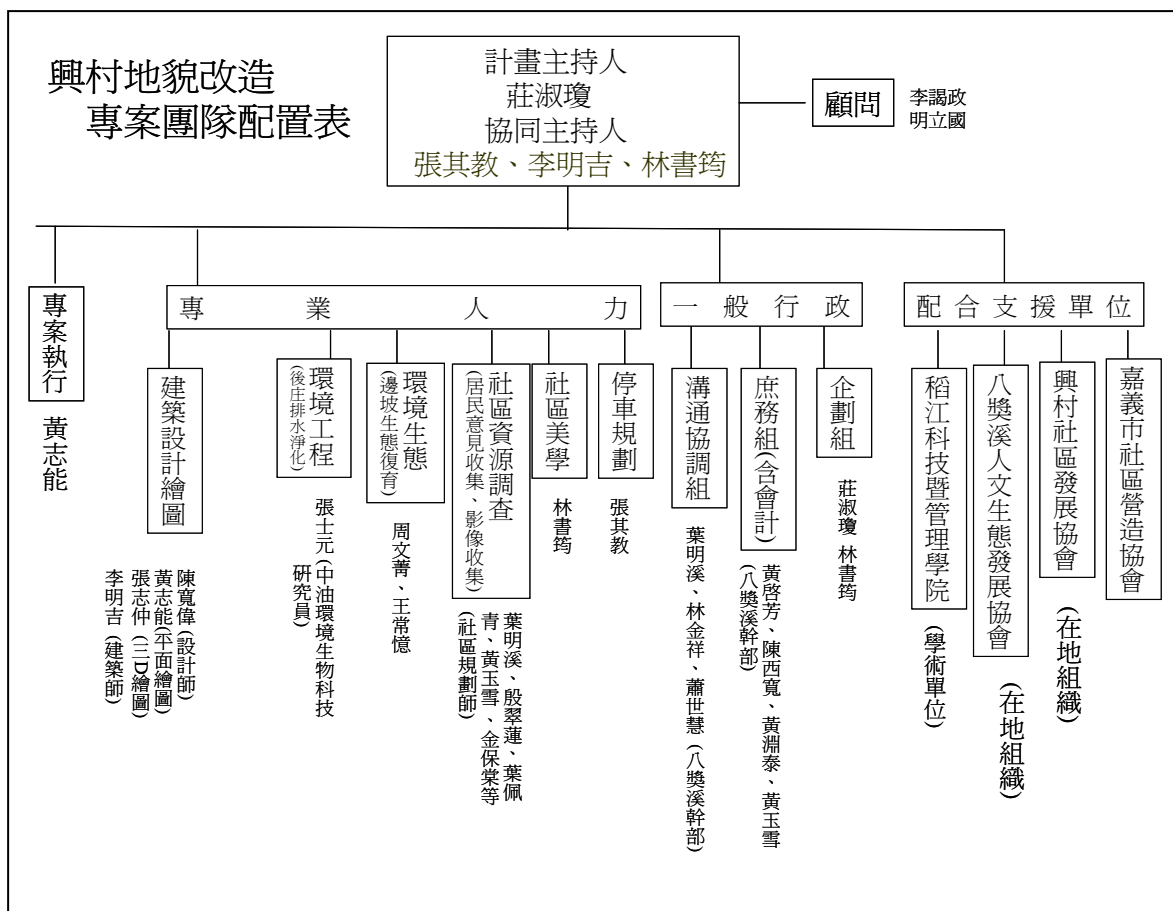 興村地貌改造
專案團隊配置表
計畫主持人
莊淑瓊
協同主持人
張其教、李明吉、林書筠
顧問
李謁政
明立國
專案執行
黃志能
專業人力
建築設計繪圖
陳寬偉(設計師)
黃志能(平面繪圖)
張志仲(三D繪圖)
李明吉(建築師)
環境工程
(後庄排水淨化)
張士元(中油環境生物科技
研究員)
環境生態
(邊坡生態復育)
周文菁、王常憶
社區資源調查
(居民意見收集、影像收集)
葉明溪、殷翠蓮、葉佩
青、黃玉雪、金保棠等
(社區規劃師)
社區美學
林書筠
停車規劃
張其教
一般行政
溝通協調組
葉明溪、林金祥、蕭世慧(八獎溪幹部)
庶務組(含會計)
黃啓芳、陳西寬、黃淵泰、黃玉雪
(八獎溪幹部)
企劃組
莊淑瓊 林書筠
配合支援單位
稻江科技暨管理學院
(學術單位)
八獎溪人文生態發展協會
(在地組織)
興村社區發展協會
(在地組織)
嘉義市社區營造協會